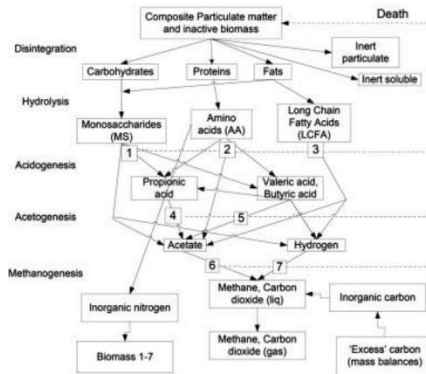 Composite Particulate matter
and inactive biomass
Death
Disintegration
Inert
particulate
Carbohydrates
Proteins
Fats
Inert soluble
Hydrolysis
Monosaccharides
(MS)
Amino
acids (AA)
Long Chain
Fatty Acids
(LCFA)
1
2
3
Acidogenesis
Propionic
acid
Valeric acid,
Butyric acid
Acetogenesis
4
5
Acetate
Hydrogen
6
7
Methanogenesis
Inorganic nitrogen
Methane, Carbon
dioxide (liq)
Inorganic carbon
Biomass 1-7
Methane, Carbon
dioxide (gas)
'Excess' carbon
(mass balances)